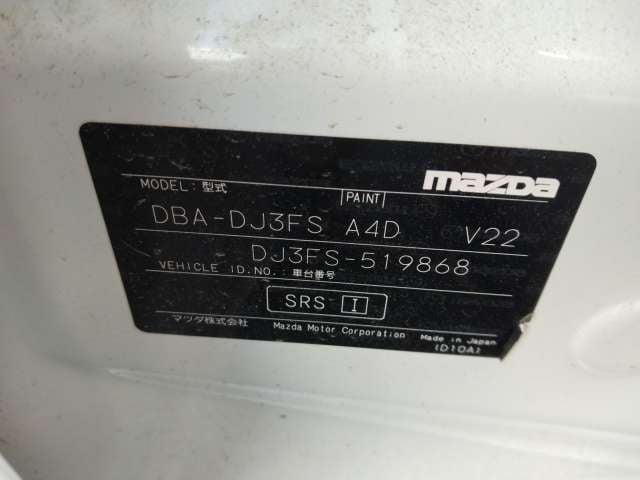 mazda
MODEL: 型式 PAINT
DBA-DJ3FS A4D V22
DJ3FS-519868
VEHICLE ID.NO.: 車台番号
SRS I
マツダ株式会社 Mazda Motor Corporation Made in Japan
(D10A)